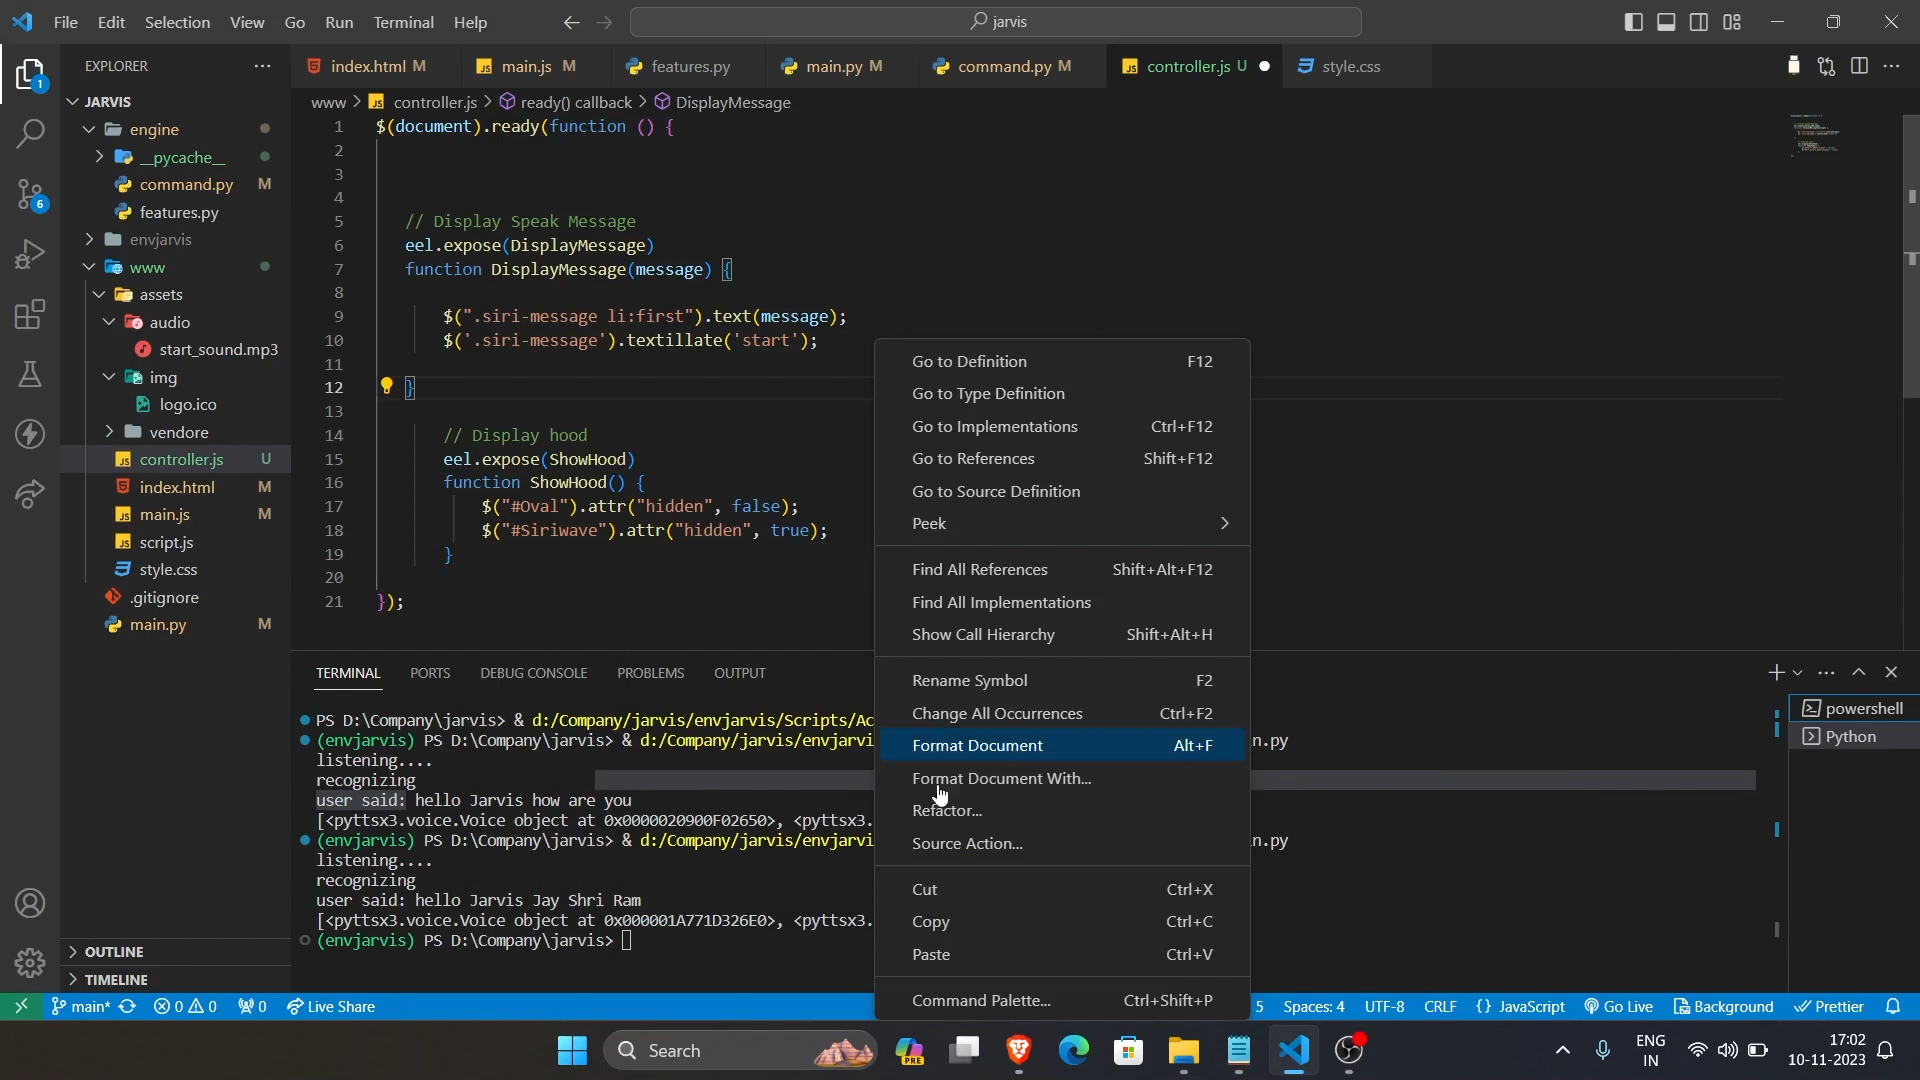 File Edit Selection View Go Run Terminal Help
jarvis
EXPLORER
JARVIS
engine
__pycache__
command.py M
features.py
envjarvis
www
assets
audio
start_sound.mp3
img
logo.ico
vendore
controller.js U
index.html M
main.js M
script.js
style.css
.gitignore
main.py M
OUTLINE
TIMELINE
1
6
index.html M main.js M features.py main.py M command.py M controller.js U style.css
www > controller.js > ready() callback > DisplayMessage
1 $(document).ready(function () {
2
3
4
5 // Display Speak Message
6 eel.expose(DisplayMessage)
7 function DisplayMessage(message) {
8
9 $(".siri-message li:first").text(message);
10 $('.siri-message').textillate('start');
11
12 }
13
14 // Display hood
15 eel.expose(ShowHood)
16 function ShowHood() {
17 $("#Oval").attr("hidden", false);
18 $("#Siriwave").attr("hidden", true);
19 }
20
21 });
Go to Definition F12
Go to Type Definition
Go to Implementations Ctrl+F12
Go to References Shift+F12
Go to Source Definition
Peek
Find All References Shift+Alt+F12
Find All Implementations
Show Call Hierarchy Shift+Alt+H
Rename Symbol F2
Change All Occurrences Ctrl+F2
Format Document Alt+F
Format Document With...
Refactor...
Source Action...
Cut Ctrl+X
Copy Ctrl+C
Paste Ctrl+V
Command Palette... Ctrl+Shift+P
TERMINAL PORTS DEBUG CONSOLE PROBLEMS OUTPUT
powershell
Python
PS D:\Company\jarvis> & d:/Company/jarvis/envjarvis/Scripts/Ac
(envjarvis) PS D:\Company\jarvis> & d:/Company/jarvis/envjarvi n.py
listening....
recognizing
user said: hello Jarvis how are you
[<pyttsx3.voice.Voice object at 0x0000020900F02650>, <pyttsx3.
(envjarvis) PS D:\Company\jarvis> & d:/Company/jarvis/envjarvi n.py
listening....
recognizing
user said: hello Jarvis Jay Shri Ram
[<pyttsx3.voice.Voice object at 0x000001A771D326E0>, <pyttsx3.
(envjarvis) PS D:\Company\jarvis>
main* 0 0 0 Live Share 5 Spaces: 4 UTF-8 CRLF {} JavaScript Go Live Background Prettier
Search
PRE
ENG
IN
17:02
10-11-2023